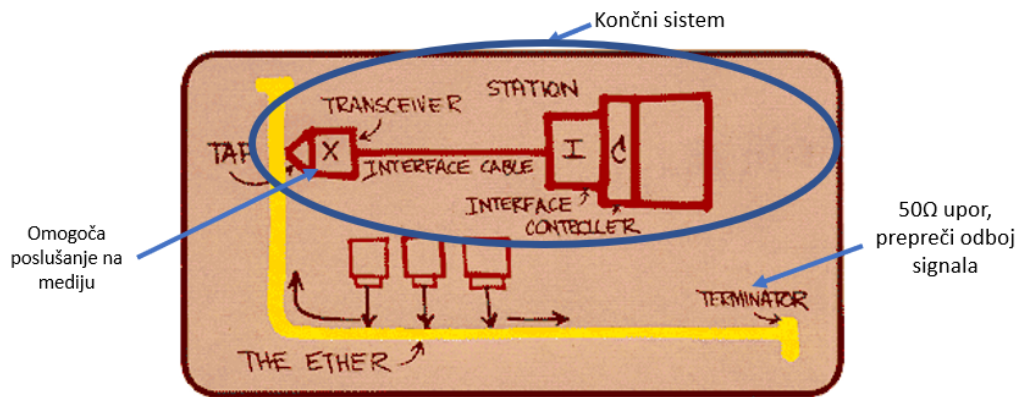 Končni sistem
STATION
TRANSCEIVER
TAP
X
I
C
INTERFACE CABLE
INTERFACE
CONTROLLER
Omogoča
poslušanje na
mediju
50Ω upor,
prepreči odboj
signala
TERMINATOR
THE ETHER